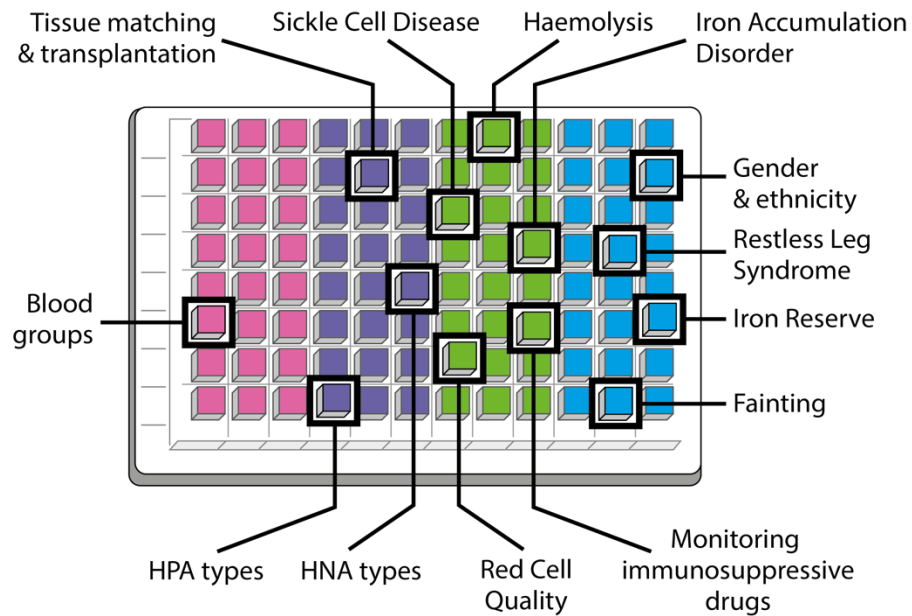 Tissue matching
& transplantation
Sickle Cell Disease
Haemolysis
Iron Accumulation
Disorder
Gender
& ethnicity
Restless Leg
Syndrome
Blood
groups
Iron Reserve
Fainting
HPA types
HNA types
Red Cell
Quality
Monitoring
immunosuppressive
drugs